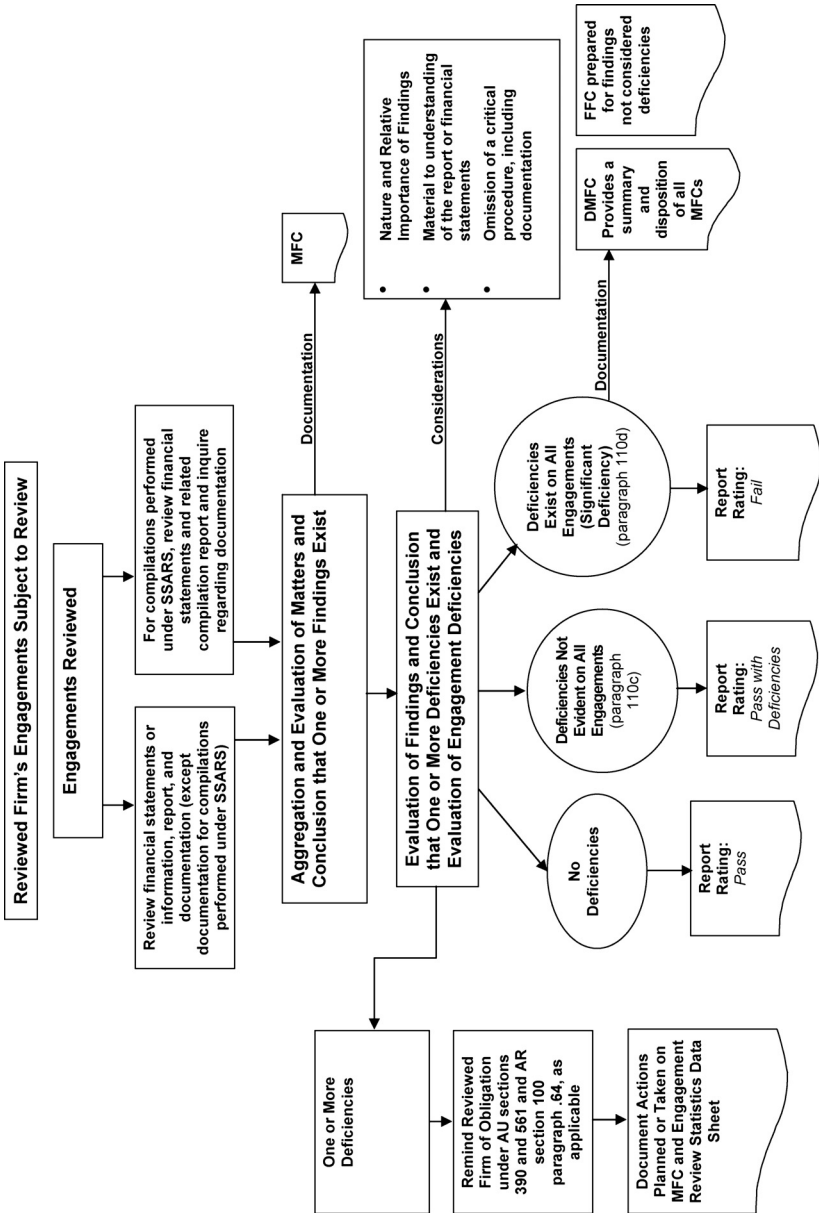 Reviewed Firm's Engagements Subject to Review
Engagements Reviewed
Review financial statements or
information, report, and
documentation (except
documentation for compilations
performed under SSARS)
For compilations performed
under SSARS, review financial
statements and related
compilation report and inquire
regarding documentation
Aggregation and Evaluation of Matters and
Conclusion that One or More Findings Exist
Documentation
MFC
Evaluation of Findings and Conclusion
that One or More Deficiencies Exist and
Evaluation of Engagement Deficiencies
Considerations
• Nature and Relative
Importance of Findings
• Material to understanding
of the report or financial
statements
• Omission of a critical
procedure, including
documentation
One or More
Deficiencies
Remind Reviewed
Firm of Obligation
under AU sections
390 and 561 and AR
section 100
paragraph .64, as
applicable
Document Actions
Planned or Taken on
MFC and Engagement
Review Statistics Data
Sheet
No
Deficiencies
Report
Rating:
Pass
Deficiencies Not
Evident on All
Engagements
(paragraph
110c)
Report
Rating:
Pass with
Deficiencies
Deficiencies
Exist on All
Engagements
(Significant
Deficiency)
(paragraph 110d)
Report
Rating:
Fail
Documentation
DMFC
Provides a
summary
and
disposition
of all
MFCs
FFC prepared
for findings
not considered
deficiencies